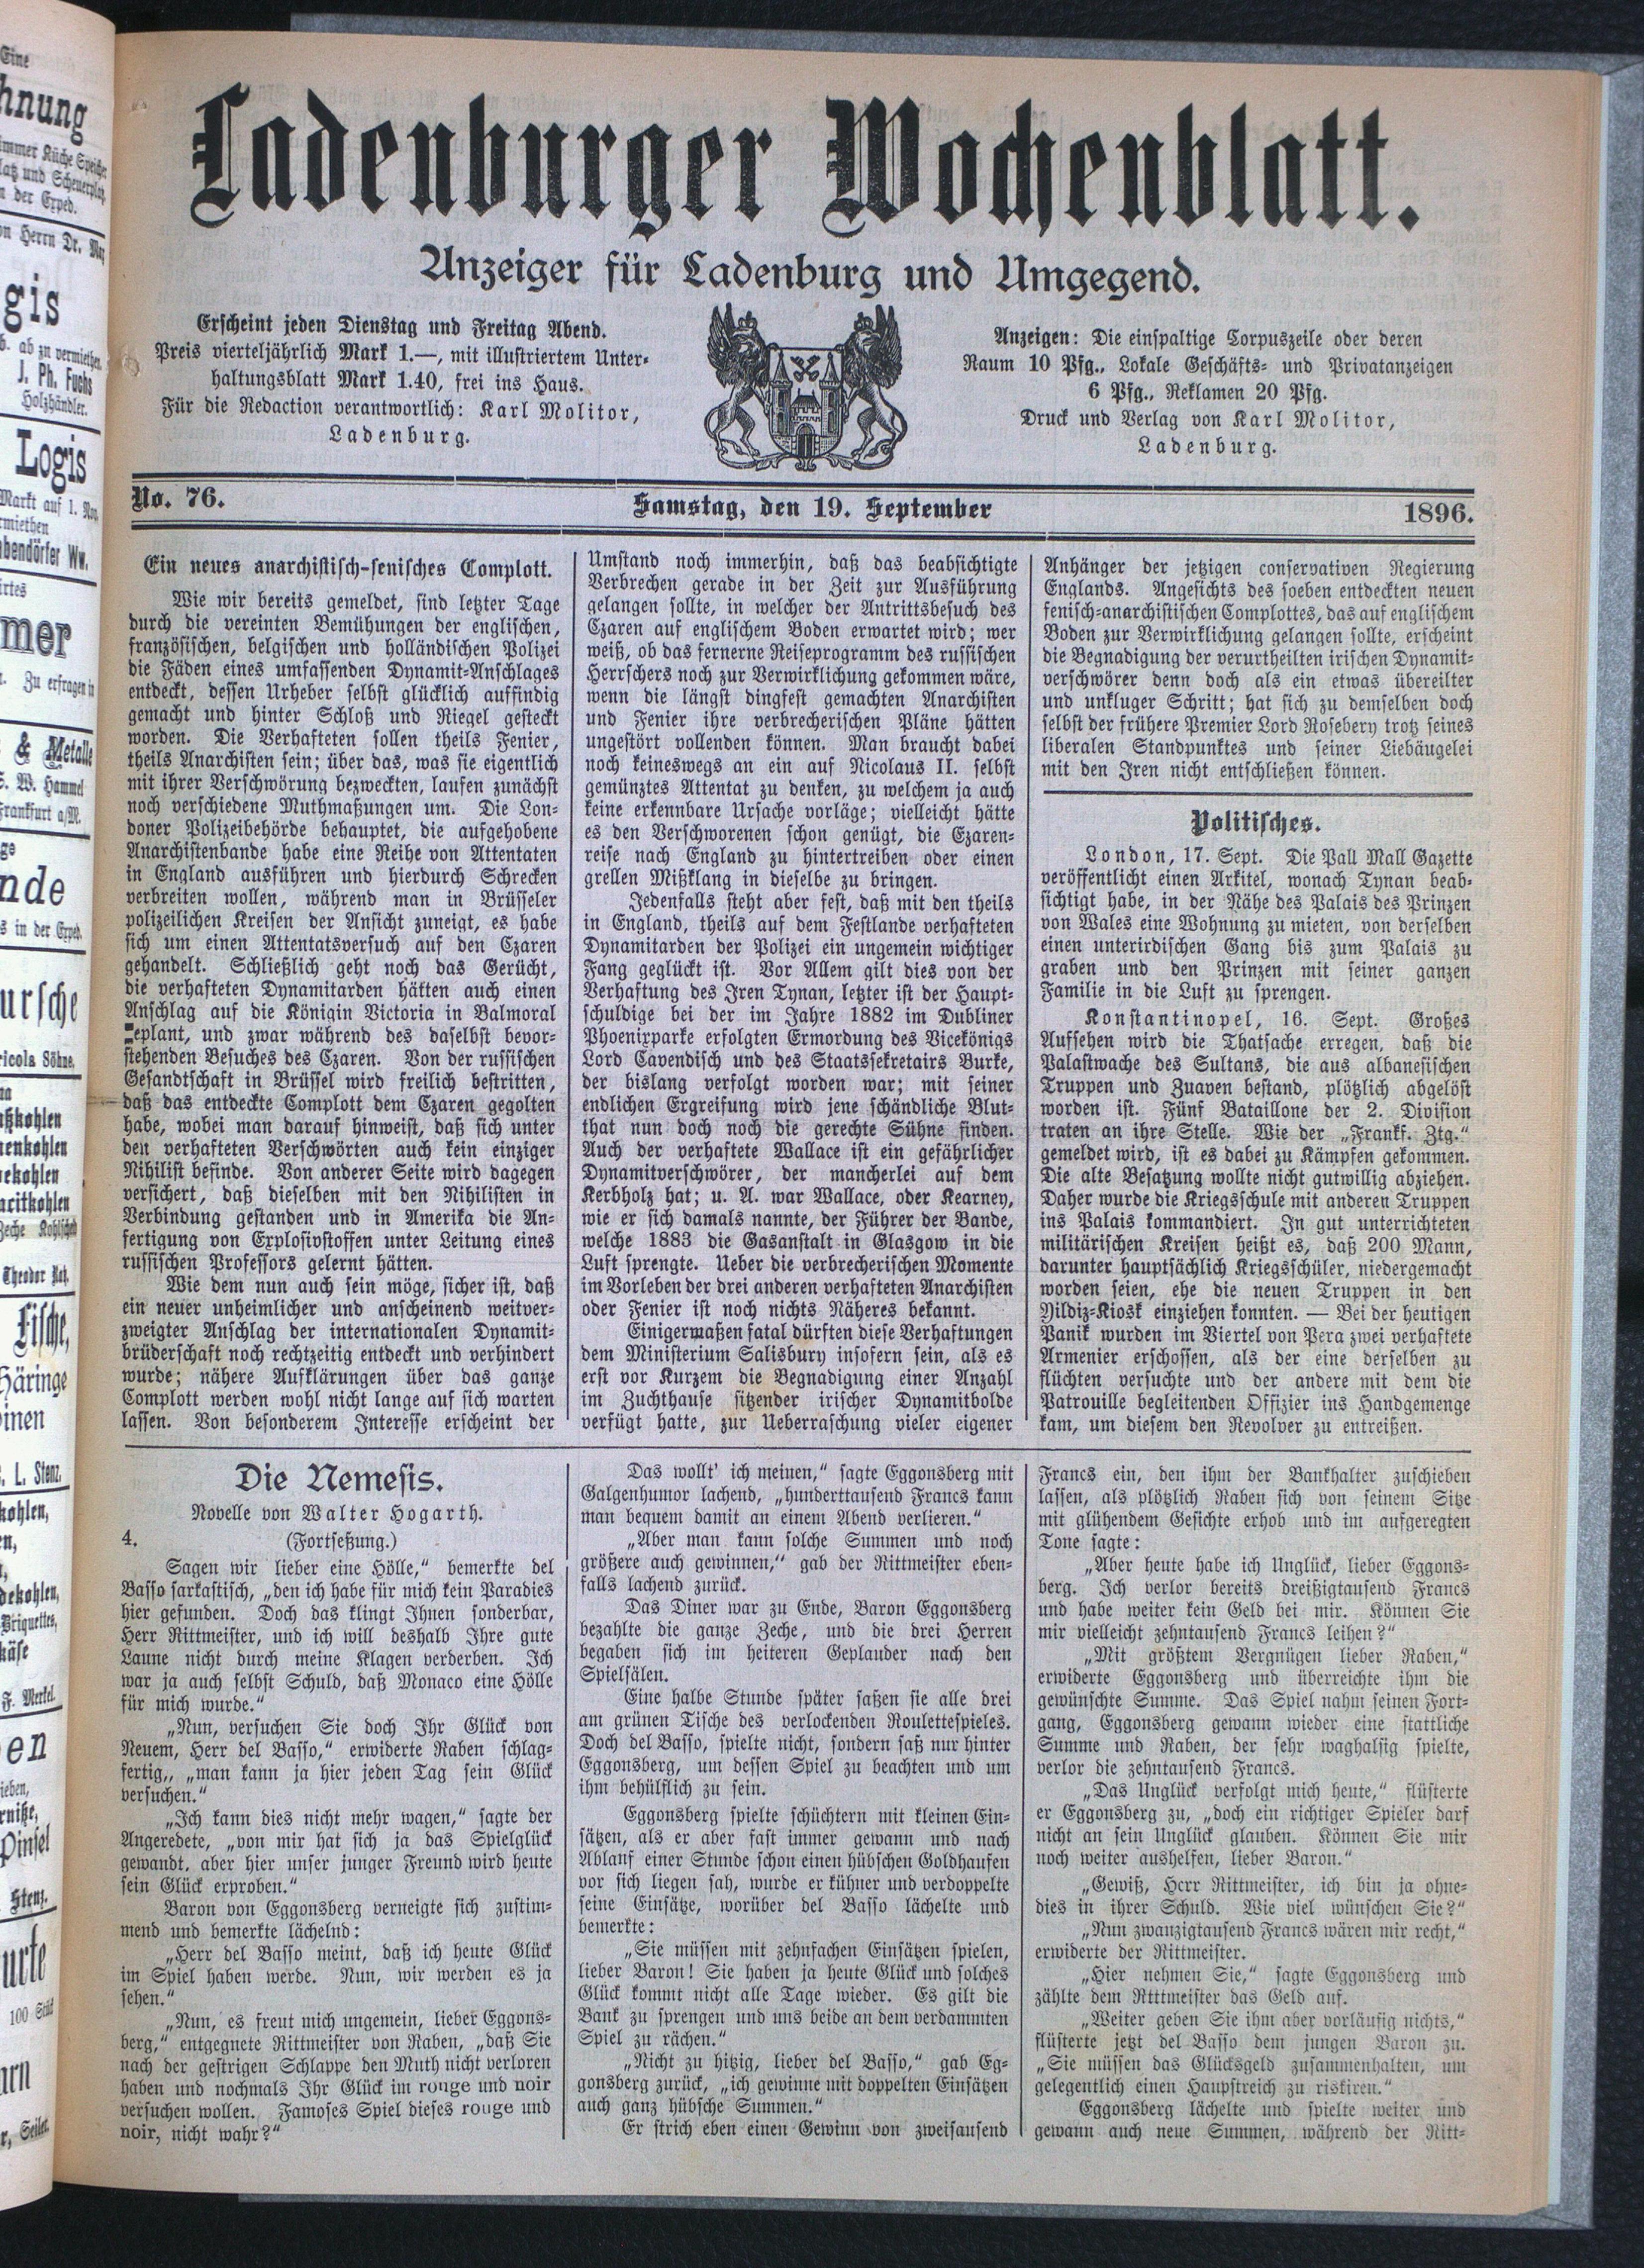 Ladenburger Wochenblatt.
Anzeiger für Ladenburg und Umgegend.
Erscheint jeden Dienstag und Freitag Abend.
Preis vierteljährlich Mark 1.—, mit illustriertem Unter-
haltungsblatt Mark 1.40, frei ins Haus.
Für die Redaction verantwortlich: Karl Molitor,
Ladenburg.
Anzeigen: Die einspaltige Corpuszeile oder deren
Raum 10 Pfg., Lokale Geschäfts- und Privatanzeigen
6 Pfg., Reklamen 20 Pfg.
Druck und Verlag von Karl Molitor,
Ladenburg.
No. 76.
Samstag, den 19. September
1896.
Ein neues anarchistisch-fenisches Complott.
Wie wir bereits gemeldet, sind letzter Tage
durch die vereinten Bemühungen der englischen,
französischen, belgischen und holländischen Polizei
die Fäden eines umfassenden Dynamit-Anschlages
entdeckt, dessen Urheber selbst glücklich auffindig
gemacht und hinter Schloß und Riegel gesteckt
worden. Die Verhafteten sollen theils Fenier,
theils Anarchisten sein; über das, was sie eigentlich
mit ihrer Verschwörung bezweckten, laufen zunächst
noch verschiedene Muthmaßungen um. Die Lon-
doner Polizeibehörde behauptet, die aufgehobene
Anarchistenbande habe eine Reihe von Attentaten
in England ausführen und hierdurch Schrecken
verbreiten wollen, während man in Brüsseler
polizeilichen Kreisen der Ansicht zuneigt, es habe
sich um einen Attentatsversuch auf den Czaren
gehandelt. Schließlich geht noch das Gerücht,
die verhafteten Dynamitarden hätten auch einen
Anschlag auf die Königin Victoria in Balmoral
eplant, und zwar während des daselbst bevor-
stehenden Besuches des Czaren. Von der russischen
Gesandtschaft in Brüssel wird freilich bestritten,
daß das entdeckte Complott dem Czaren gegolten
habe, wobei man darauf hinweist, daß sich unter
den verhafteten Verschwörten auch kein einziger
Nihilist befinde. Von anderer Seite wird dagegen
versichert, daß dieselben mit den Nihilisten in
Verbindung gestanden und in Amerika die An-
fertigung von Explosivstoffen unter Leitung eines
russischen Professors gelernt hätten.
Wie dem nun auch sein möge, sicher ist, daß
ein neuer unheimlicher und anscheinend weitver-
zweigter Anschlag der internationalen Dynamit-
brüderschaft noch rechtzeitig entdeckt und verhindert
wurde; nähere Aufklärungen über das ganze
Complott werden wohl nicht lange auf sich warten
lassen. Von besonderem Interesse erscheint der
Umstand noch immerhin, daß das beabsichtigte
Verbrechen gerade in der Zeit zur Ausführung
gelangen sollte, in welcher der Antrittsbesuch des
Czaren auf englischem Boden erwartet wird; wer
weiß, ob das fernerne Reiseprogramm des russischen
Herrschers noch zur Verwirklichung gekommen wäre,
wenn die längst dingfest gemachten Anarchisten
und Fenier ihre verbrecherischen Pläne hätten
ungestört vollenden können. Man braucht dabei
noch keineswegs an ein auf Nicolaus II. selbst
gemünztes Attentat zu denken, zu welchem ja auch
keine erkennbare Ursache vorläge; vielleicht hätte
es den Verschworenen schon genügt, die Czaren-
reise nach England zu hintertreiben oder einen
grellen Mißklang in dieselbe zu bringen.
Jedenfalls steht aber fest, daß mit den theils
in England, theils auf dem Festlande verhafteten
Dynamitarden der Polizei ein ungemein wichtiger
Fang geglückt ist. Vor Allem gilt dies von der
Verhaftung des Iren Tynan, letzter ist der Haupt-
schuldige bei der im Jahre 1882 im Dubliner
Phoenixparke erfolgten Ermordung des Vicekönigs
Lord Cavendisch und des Staatssekretairs Burke,
der bislang verfolgt worden war; mit seiner
endlichen Ergreifung wird jene schändliche Blut-
that nun doch noch die gerechte Sühne finden.
Auch der verhaftete Wallace ist ein gefährlicher
Dynamitverschwörer, der mancherlei auf dem
Kerbholz hat; u. A. war Wallace, oder Kearney,
wie er sich damals nannte, der Führer der Bande,
welche 1883 die Gasanstalt in Glasgow in die
Luft sprengte. Ueber die verbrecherischen Momente
im Vorleben der drei anderen verhafteten Anarchisten
oder Fenier ist noch nichts Näheres bekannt.
Einigermaßen fatal dürften diese Verhaftungen
dem Ministerium Salisbury insofern sein, als es
erst vor Kurzem die Begnadigung einer Anzahl
im Zuchthause sitzender irischer Dynamitbolde
verfügt hatte, zur Ueberraschung vieler eigener
Anhänger der jetzigen conservativen Regierung
Englands. Angesichts des soeben entdeckten neuen
fenisch-anarchistischen Complottes, das auf englischem
Boden zur Verwirklichung gelangen sollte, erscheint
die Begnadigung der verurtheilten irischen Dynamit-
verschwörer denn doch als ein etwas übereilter
und unkluger Schritt; hat sich zu demselben doch
selbst der frühere Premier Lord Rosebery trotz seines
liberalen Standpunktes und seiner Liebäugelei
mit den Iren nicht entschließen können.
Politisches.
London, 17. Sept. Die Pall Mall Gazette
veröffentlicht einen Arkitel, wonach Tynan beab-
sichtigt habe, in der Nähe des Palais des Prinzen
von Wales eine Wohnung zu mieten, von derselben
einen unterirdischen Gang bis zum Palais zu
graben und den Prinzen mit seiner ganzen
Familie in die Luft zu sprengen.
Konstantinopel, 16. Sept. Großes
Aufsehen wird die Thatsache erregen, daß die
Palastwache des Sultans, die aus albanesischen
Truppen und Zuaven bestand, plötzlich abgelöst
worden ist. Fünf Bataillone der 2. Division
traten an ihre Stelle. Wie der „Frankf. Ztg.“
gemeldet wird, ist es dabei zu Kämpfen gekommen.
Die alte Besatzung wollte nicht gutwillig abziehen.
Daher wurde die Kriegsschule mit anderen Truppen
ins Palais kommandiert. In gut unterrichteten
militärischen Kreisen heißt es, daß 200 Mann,
darunter hauptsächlich Kriegsschüler, niedergemacht
worden seien, ehe die neuen Truppen in den
Yildiz-Kiosk einziehen konnten. — Bei der heutigen
Panik wurden im Viertel von Pera zwei verhaftete
Armenier erschossen, als der eine derselben zu
flüchten versuchte und der andere mit dem die
Patrouille begleitenden Offizier ins Handgemenge
kam, um diesem den Revolver zu entreißen.
Die Nemesis.
Novelle von Walter Hogarth.
4. (Fortsetzung.)
Sagen wir lieber eine Hölle,“ bemerkte del
Basso sarkastisch, „den ich habe für mich kein Paradies
hier gefunden. Doch das klingt Ihnen sonderbar,
Herr Rittmeister, und ich will deshalb Ihre gute
Laune nicht durch meine Klagen verderben. Ich
war ja auch selbst Schuld, daß Monaco eine Hölle
für mich wurde.“
„Nun, versuchen Sie doch Ihr Glück von
Neuem, Herr del Basso,“ erwiderte Raben schlag-
fertig,, „man kann ja hier jeden Tag sein Glück
versuchen.“
„Ich kann dies nicht mehr wagen,“ sagte der
Angeredete, „von mir hat sich ja das Spielglück
gewandt, aber hier unser junger Freund wird heute
sein Glück erproben.“
Baron von Eggonsberg verneigte sich zustim-
mend und bemerkte lächelnd:
„Herr del Basso meint, daß ich heute Glück
im Spiel haben werde. Nun, wir werden es ja
sehen.“
„Nun, es freut mich ungemein, lieber Eggons-
berg,“ entgegnete Rittmeister von Raben, „daß Sie
nach der gestrigen Schlappe den Muth nicht verloren
haben und nochmals Ihr Glück im rouge und noir
versuchen wollen. Famoses Spiel dieses rouge und
noir, nicht wahr?“
Das wollt' ich meinen,“ sagte Eggonsberg mit
Galgenhumor lachend, „hunderttausend Francs kann
man bequem damit an einem Abend verlieren.“
„Aber man kann solche Summen und noch
größere auch gewinnen,“ gab der Rittmeister eben-
falls lachend zurück.
Das Diner war zu Ende, Baron Eggonsberg
bezahlte die ganze Zeche, und die drei Herren
begaben sich im heiteren Geplauder nach den
Spielsälen.
Eine halbe Stunde später saßen sie alle drei
am grünen Tische des verlockenden Roulettespieles.
Doch del Basso, spielte nicht, sondern saß nur hinter
Eggonsberg, um dessen Spiel zu beachten und um
ihm behülflich zu sein.
Eggonsberg spielte schüchtern mit kleinen Ein-
sätzen, als er aber fast immer gewann und nach
Ablauf einer Stunde schon einen hübschen Goldhaufen
vor sich liegen sah, wurde er kühner und verdoppelte
seine Einsätze, worüber del Basso lächelte und
bemerkte:
„Sie müssen mit zehnfachen Einsätzen spielen,
lieber Baron! Sie haben ja heute Glück und solches
Glück kommt nicht alle Tage wieder. Es gilt die
Bank zu sprengen und uns beide an dem verdammten
Spiel zu rächen.“
„Nicht zu hitzig, lieber del Basso,“ gab Eg-
gonsberg zurück, „ich gewinne mit doppelten Einsätzen
auch ganz hübsche Summen.“
Er strich eben einen Gewinn von zweitausend
Francs ein, den ihm der Bankhalter zuschieben
lassen, als plötzlich Raben sich von seinem Sitze
mit glühendem Gesichte erhob und im aufgeregten
Tone sagte:
„Aber heute habe ich Unglück, lieber Eggons-
berg. Ich verlor bereits dreißigtausend Francs
und habe weiter kein Geld bei mir. Können Sie
mir vielleicht zehntausend Francs leihen?“
„Mit größtem Vergnügen lieber Raben,“
erwiderte Eggonsberg und überreichte ihm die
gewünschte Summe. Das Spiel nahm seinen Fort-
gang, Eggonsberg gewann wieder eine stattliche
Summe und Raben, der sehr waghalsig spielte,
verlor die zehntausend Francs.
„Das Unglück verfolgt mich heute,“ flüsterte
er Eggonsberg zu, „doch ein richtiger Spieler darf
nicht an sein Unglück glauben. Können Sie mir
noch weiter aushelfen, lieber Baron.“
„Gewiß, Herr Rittmeister, ich bin ja ohne-
dies in ihrer Schuld. Wie viel wünschen Sie?“
„Nun zwanzigtausend Francs wären mir recht,“
erwiderte der Rittmeister.
„Hier nehmen Sie,“ sagte Eggonsberg und
zählte dem Rtttmeister das Geld auf.
„Weiter geben Sie ihm aber vorläufig nichts,“
flüsterte jetzt del Basso dem jungen Baron zu.
„Sie müssen das Glücksgeld zusammenhalten, um
gelegentlich einen Haupstreich zu riskiren.“
Eggonsberg lächelte und spielte weiter und
gewann auch neue Summen, während der Ritt-